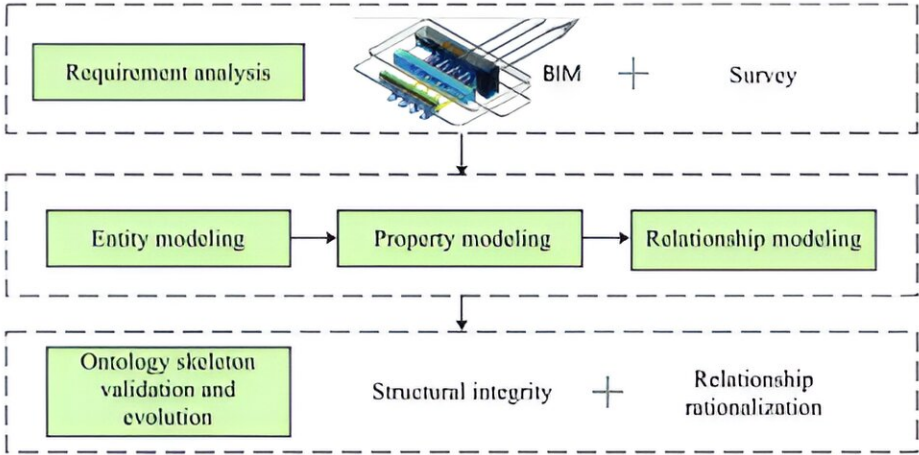 Requirement analysis
BIM + Survey
Entity modeling
Property modeling
Relationship modeling
Ontology skeleton
validation and
evolution
Structural integrity +
Relationship
rationalization